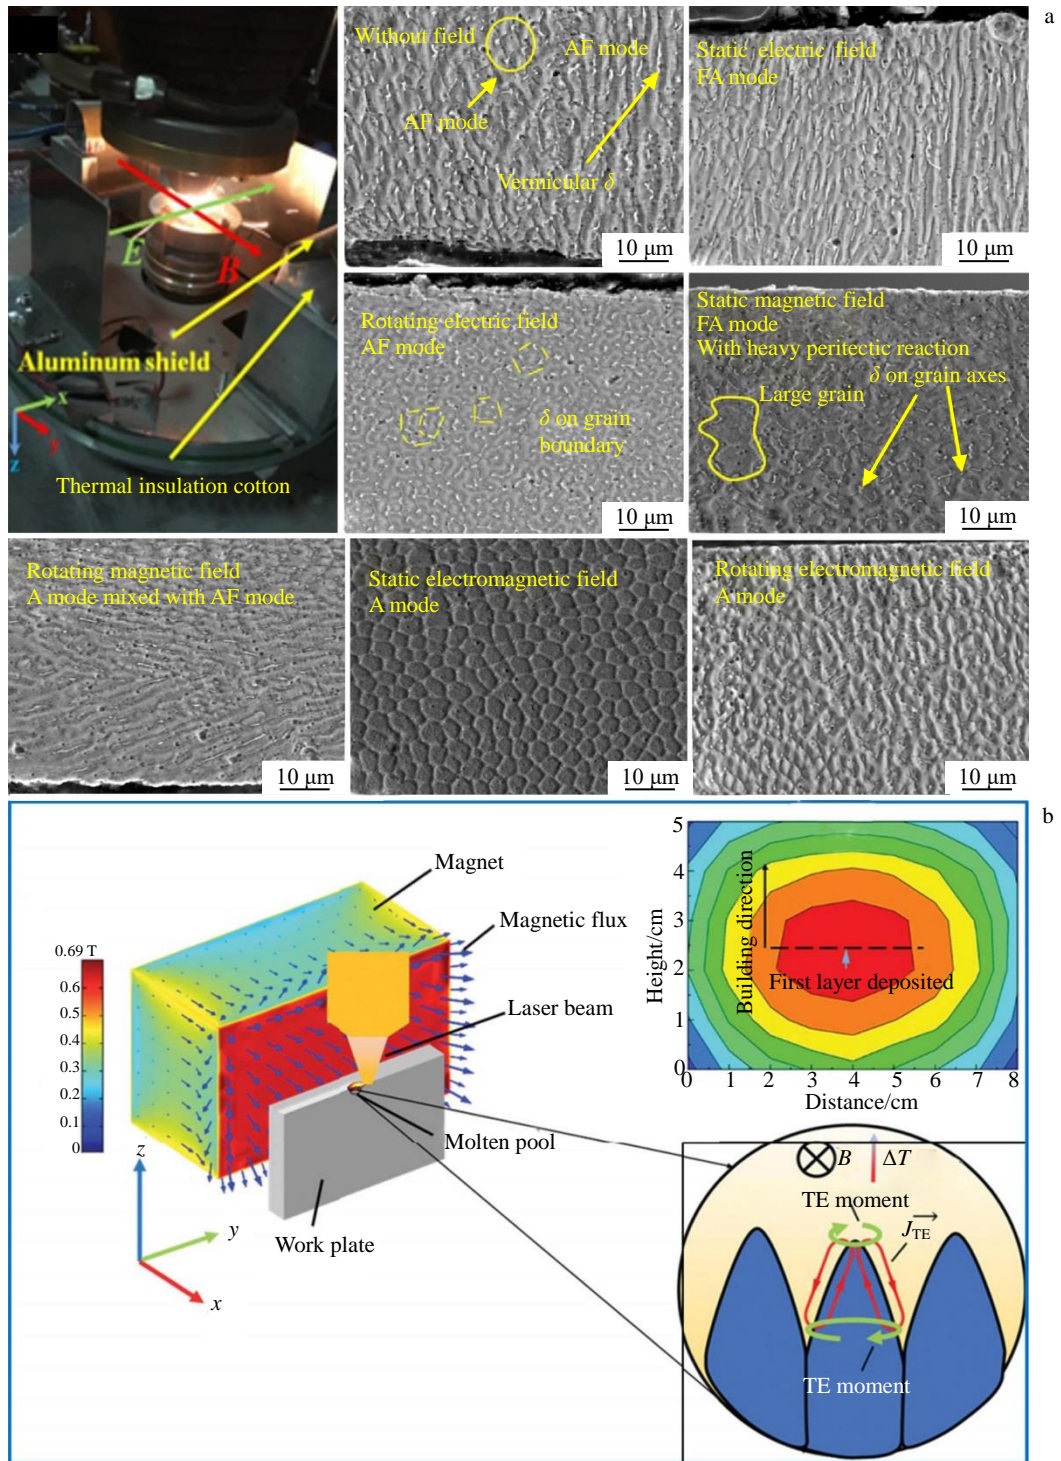 a
E
B
Aluminum shield
x
y
z
Thermal insulation cotton
Without field
AF mode
AF mode
Vermicular δ
10 μm
Static electric field
FA mode
10 μm
Rotating electric field
AF mode
δ on grain
boundary
10 μm
Static magnetic field
FA mode
With heavy peritectic reaction
δ on grain axes
Large grain
10 μm
Rotating magnetic field
A mode mixed with AF mode
10 μm
Static electromagnetic field
A mode
10 μm
Rotating electromagnetic field
A mode
10 μm
b
Magnet
Magnetic flux
Laser beam
Molten pool
Work plate
0.69 T
0.6
0.5
0.4
0.3
0.2
0.1
0
z
y
x
5
4
3
2
1
0
Height/cm
Building direction
First layer deposited
0 1 2 3 4 5 6 7 8
Distance/cm
B
ΔT
TE moment
J_TE
TE moment